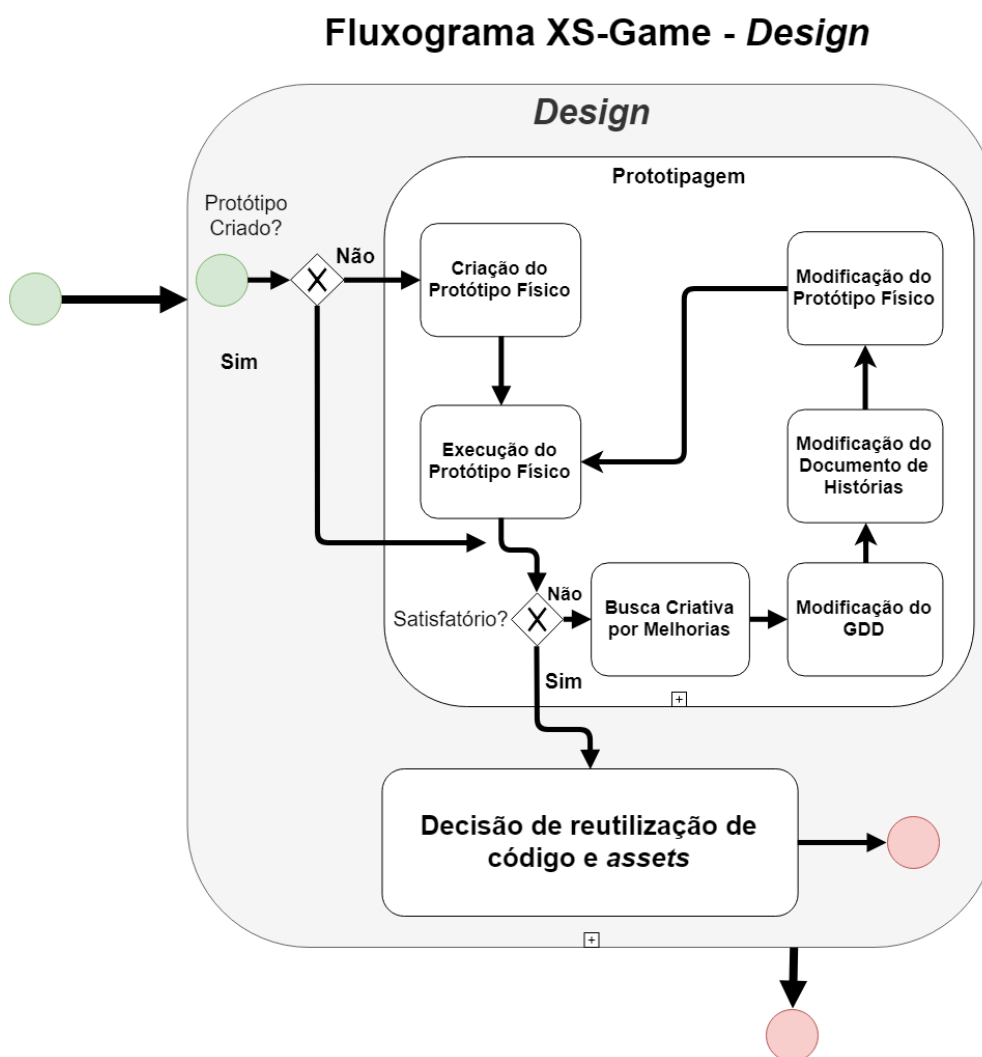 Fluxograma XS-Game - Design
Design
Prototipagem
Protótipo
Criado?
Não
Sim
Criação do
Protótipo Físico
Modificação do
Protótipo Físico
Execução do
Protótipo Físico
Modificação do
Documento de
Histórias
Satisfatório?
Não
Sim
Busca Criativa
por Melhorias
Modificação do
GDD
Decisão de reutilização de
código e assets